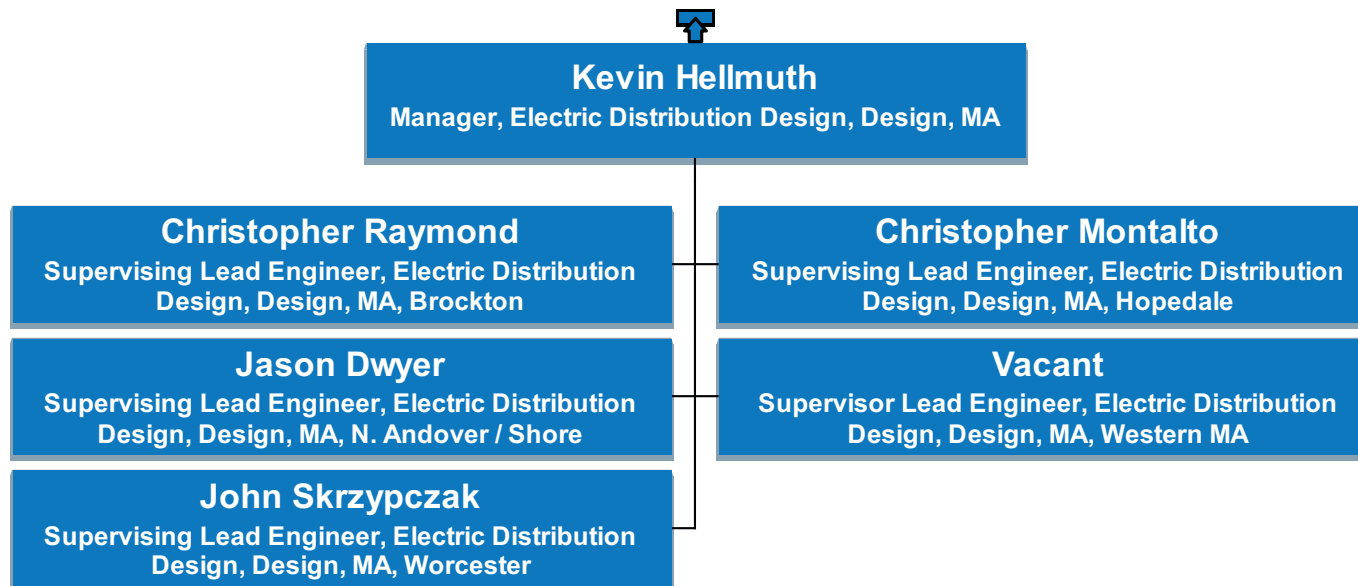 Kevin Hellmuth
Manager, Electric Distribution Design, Design, MA
Christopher Raymond
Supervising Lead Engineer, Electric Distribution
Design, Design, MA, Brockton
Christopher Montalto
Supervising Lead Engineer, Electric Distribution
Design, Design, MA, Hopedale
Jason Dwyer
Supervising Lead Engineer, Electric Distribution
Design, Design, MA, N. Andover / Shore
Vacant
Supervisor Lead Engineer, Electric Distribution
Design, Design, MA, Western MA
John Skrzypczak
Supervising Lead Engineer, Electric Distribution
Design, Design, MA, Worcester